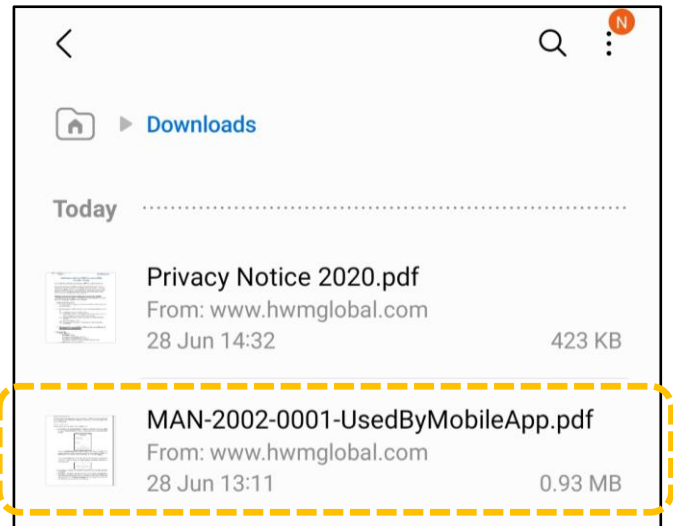 N
Downloads
Today
Privacy Notice 2020.pdf
From: www.hwmglobal.com
28 Jun 14:32 423 KB
MAN-2002-0001-UsedByMobileApp.pdf
From: www.hwmglobal.com
28 Jun 13:11 0.93 MB